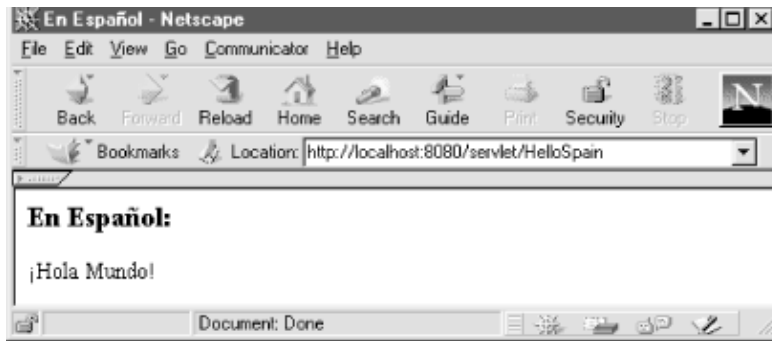 En Español - Netscape
File Edit View Go Communicator Help
Back Forward Reload Home Search Guide Print Security Stop
N
Bookmarks Location: http://localhost:8080/servlet/HelloSpain
En Español:
¡Hola Mundo!
Document: Done